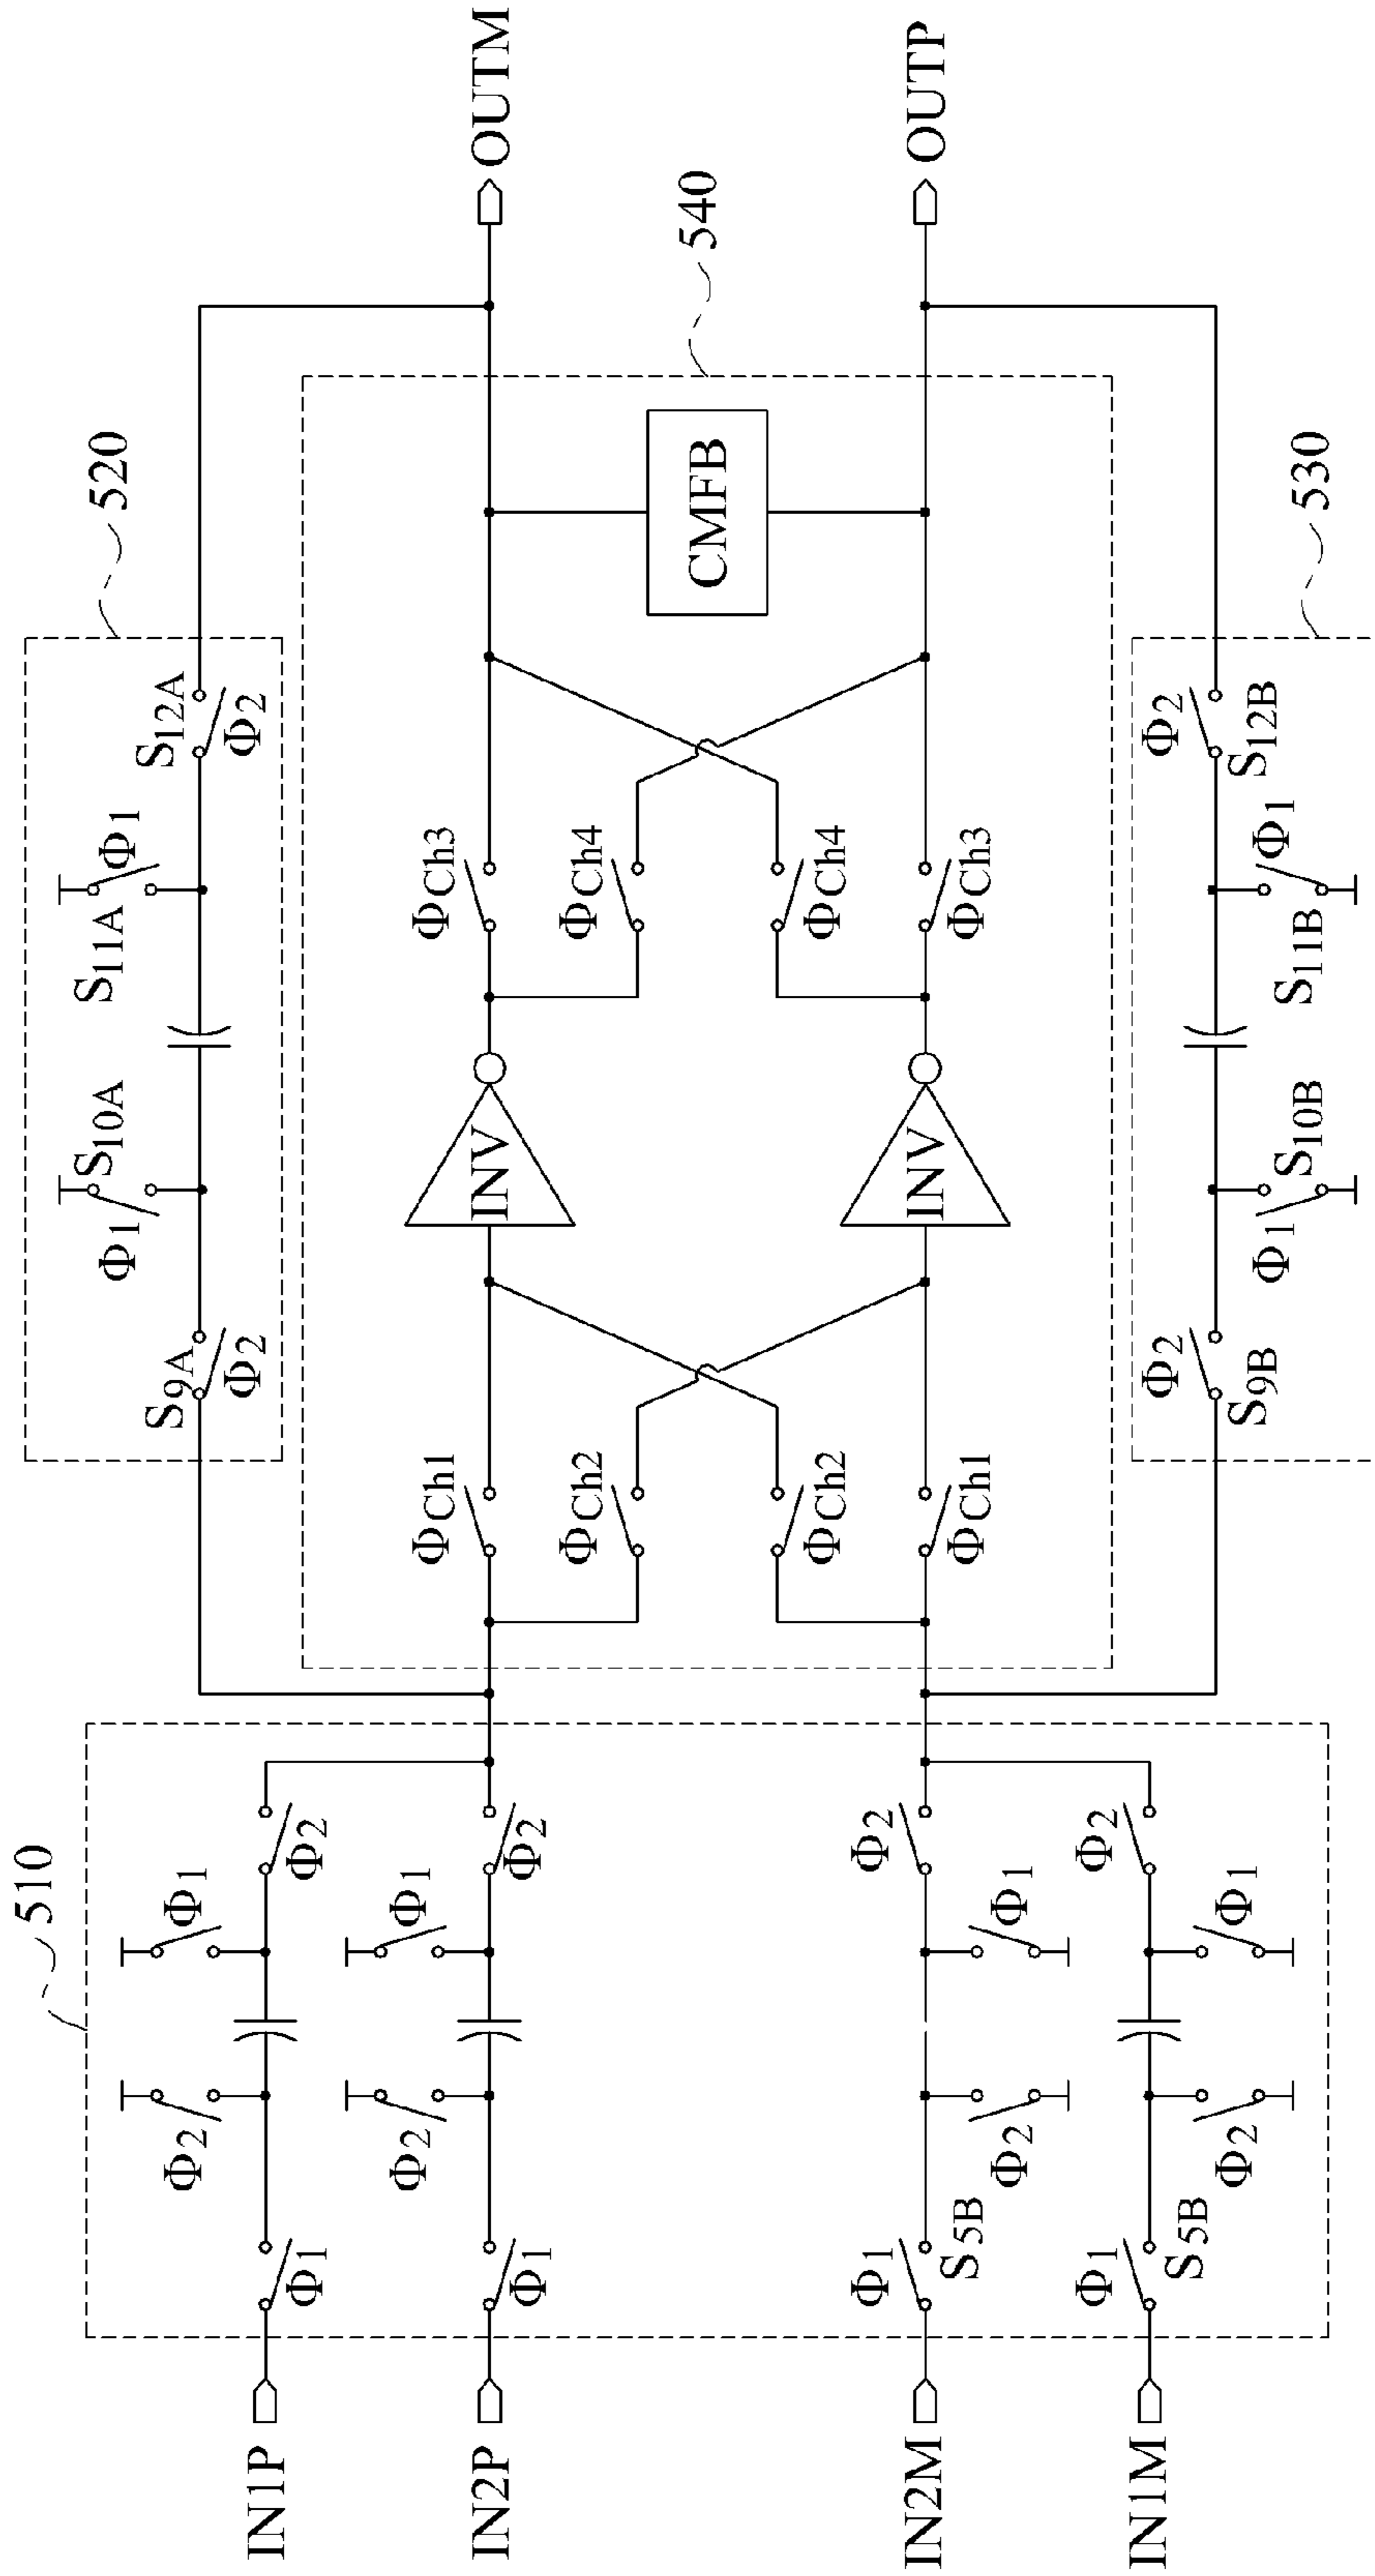 510
IN1P
Φ1
Φ2
Φ1
Φ2
IN2P
Φ1
Φ2
Φ1
Φ2
IN2M
Φ1
S5B
Φ2
Φ1
Φ2
IN1M
Φ1
S5B
Φ2
Φ1
Φ2
520
S9A
Φ2
Φ1
S10A
S11A
Φ1
S12A
Φ2
540
ΦCh1
ΦCh2
ΦCh2
ΦCh1
INV
INV
ΦCh3
ΦCh4
ΦCh4
ΦCh3
CMFB
OUTM
OUTP
530
Φ2
S9B
Φ1
S10B
S11B
Φ1
Φ2
S12B